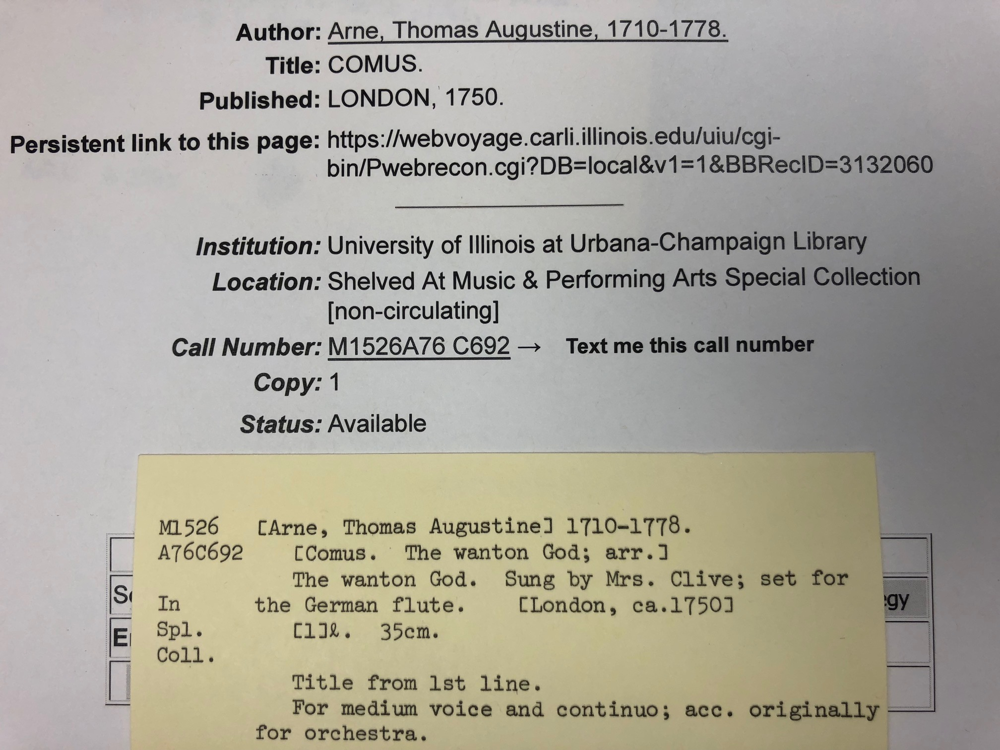 Author: Arne, Thomas Augustine, 1710-1778.
Title: COMUS.
Published: LONDON, 1750.
Persistent link to this page: https://webvoyage.carli.illinois.edu/uiu/cgi-
bin/Pwebrecon.cgi?DB=local&v1=1&BBRecID=3132060
Institution: University of Illinois at Urbana-Champaign Library
Location: Shelved At Music & Performing Arts Special Collection
[non-circulating]
Call Number: M1526A76 C692 → Text me this call number
Copy: 1
Status: Available
M1526 [Arne, Thomas Augustine] 1710-1778.
A76C692 [Comus. The wanton God; arr.]
The wanton God. Sung by Mrs. Clive; set for
In the German flute. [London, ca.1750]
Spl. [1]ℓ. 35cm.
Coll.
Title from 1st line.
For medium voice and continuo; acc. originally
for orchestra.